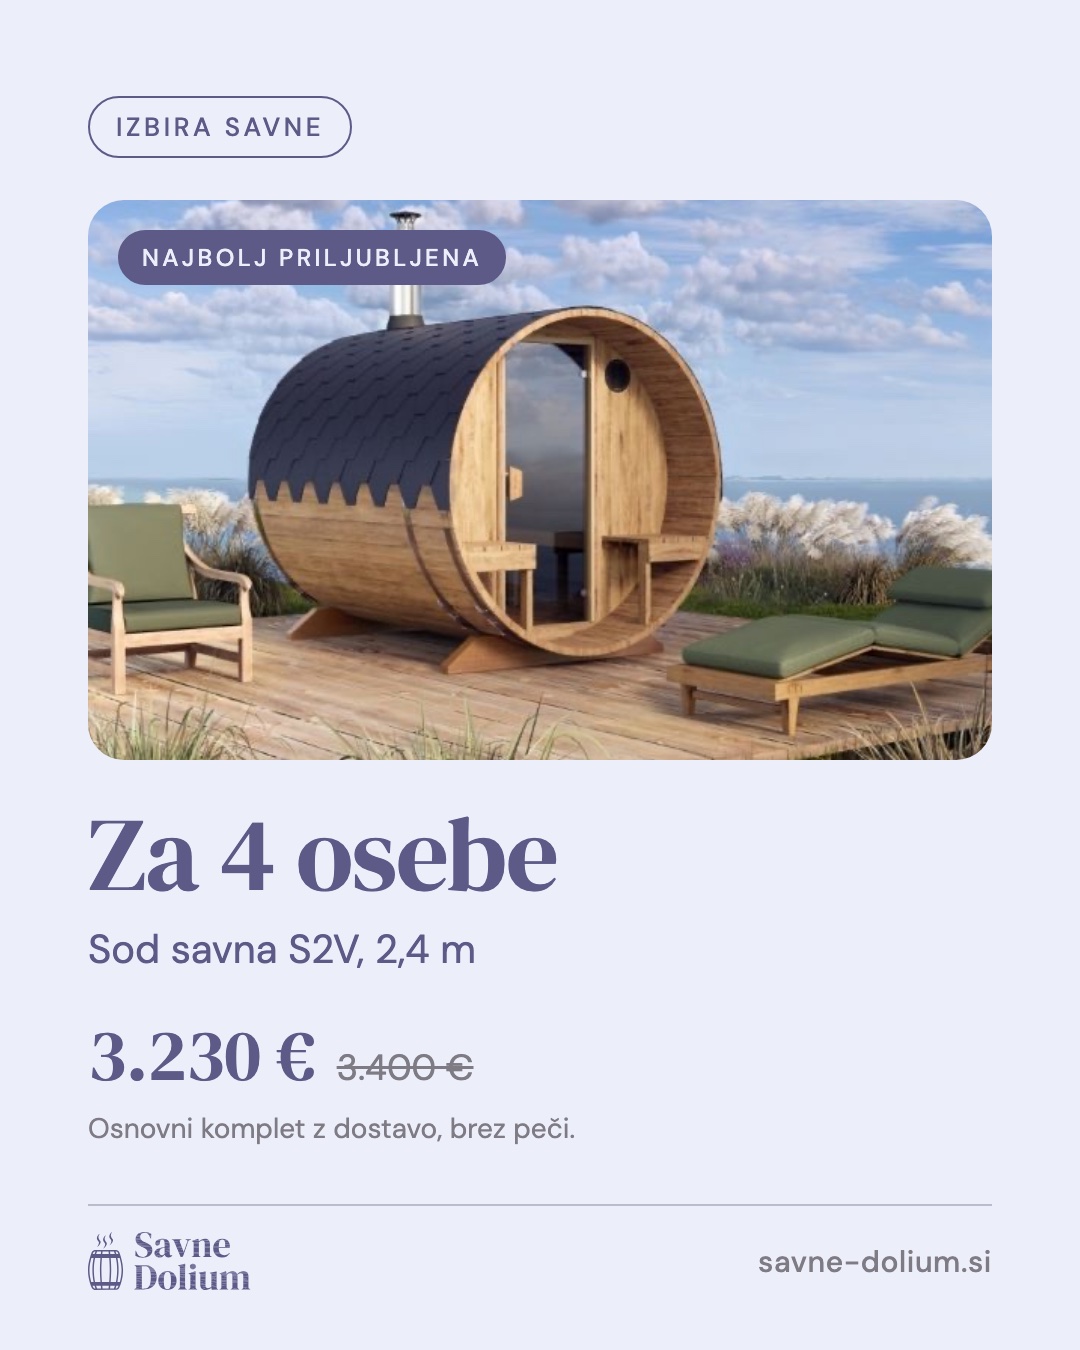 IZBIRA SAVNE
NAJBOLJ PRILJUBLJENA
Za 4 osebe
Sod savna S2V, 2,4 m
3.230 € 3.400 €
Osnovni komplet z dostavo, brez peči.
Savne
Dolium
savne-dolium.si